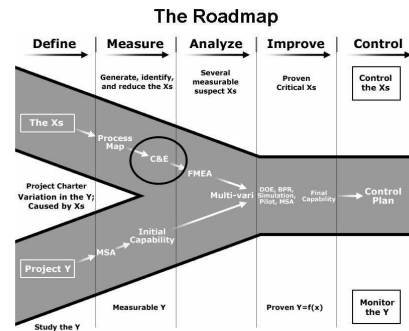 The Roadmap
Define
Measure
Analyze
Improve
Control
Generate, identify,
and reduce the Xs
Several
measurable
suspect Xs
Proven
Critical Xs
Control
the Xs
The Xs
Process
Map
C&E
FMEA
Project Charter
Variation in the Y;
Caused by Xs
Multi-vari
DOE, BPR,
Simulation,
Pilot, MSA
Final
Capability
Control
Plan
Initial
Capability
MSA
Project Y
Study the Y
Measurable Y
Proven Y=f(x)
Monitor
the Y